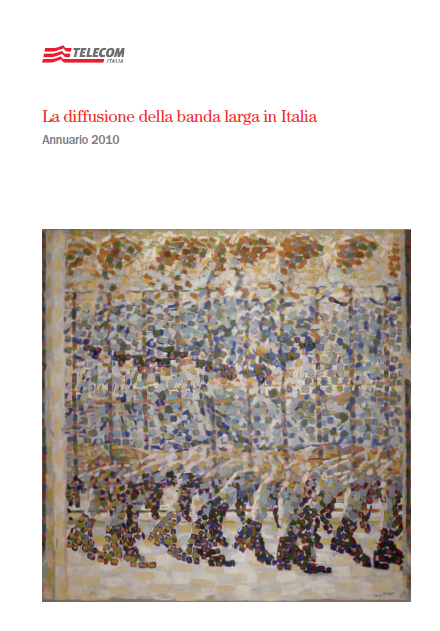 TELECOM
ITALIA
La diffusione della banda larga in Italia
Annuario 2010